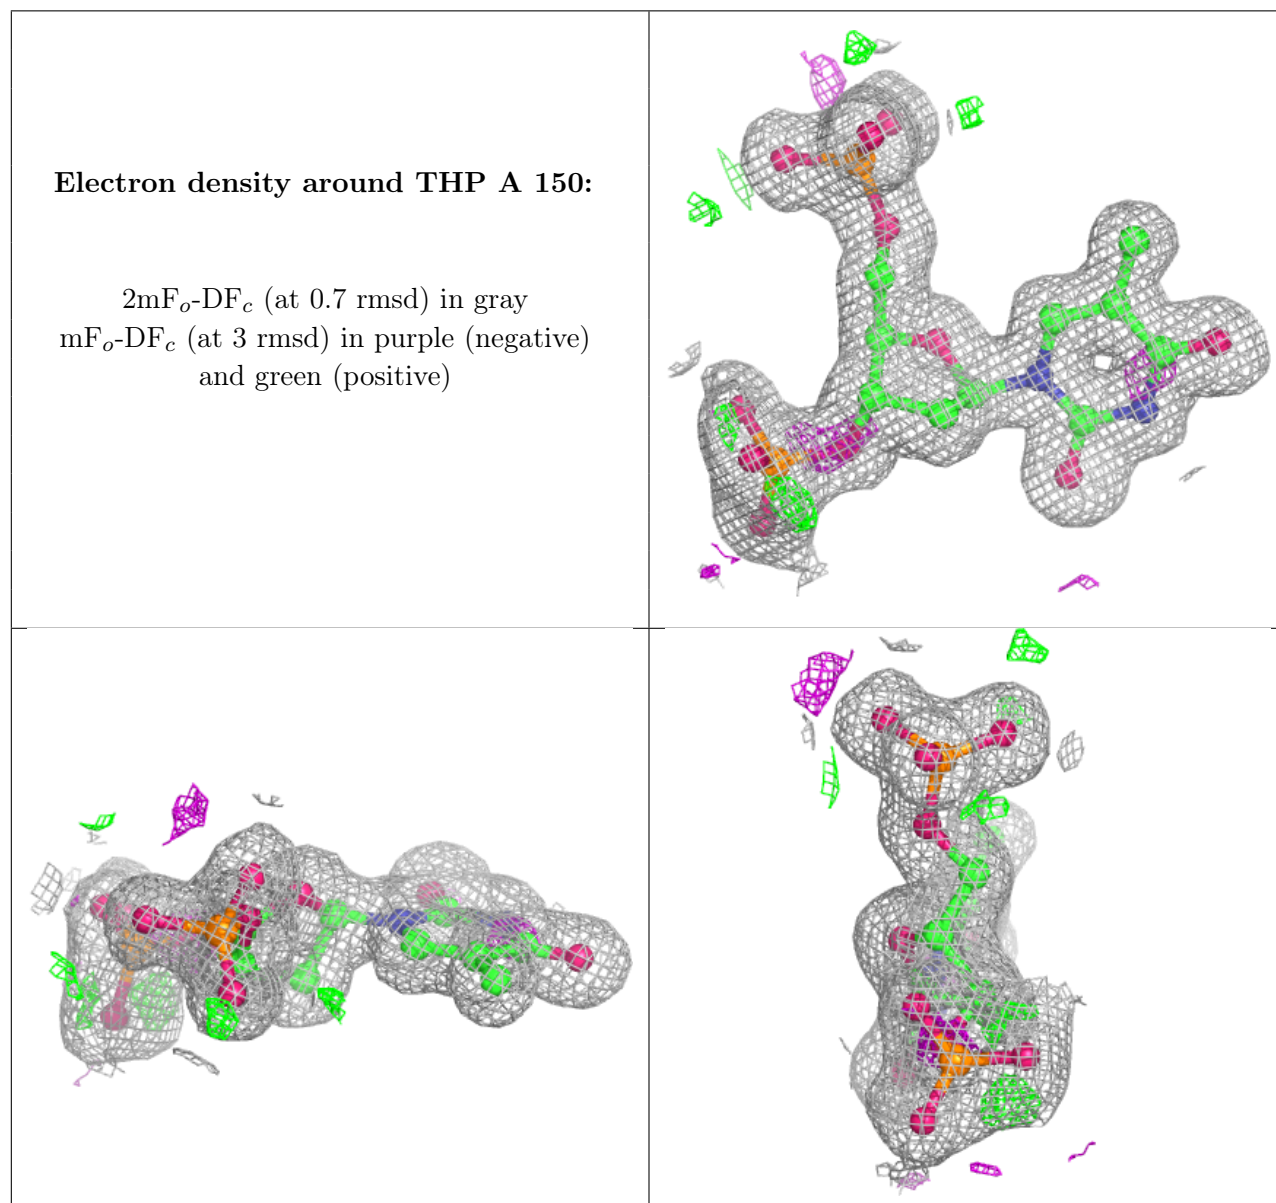 Electron density around THP A 150:
2mFo-DFc (at 0.7 rmsd) in gray
mFo-DFc (at 3 rmsd) in purple (negative)
and green (positive)